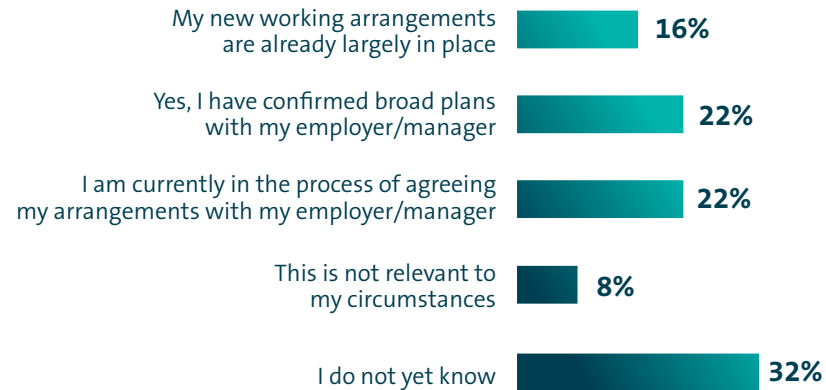 My new working arrangements
are already largely in place
16%
Yes, I have confirmed broad plans
with my employer/manager
22%
I am currently in the process of agreeing
my arrangements with my employer/manager
22%
This is not relevant to
my circumstances
8%
I do not yet know
32%